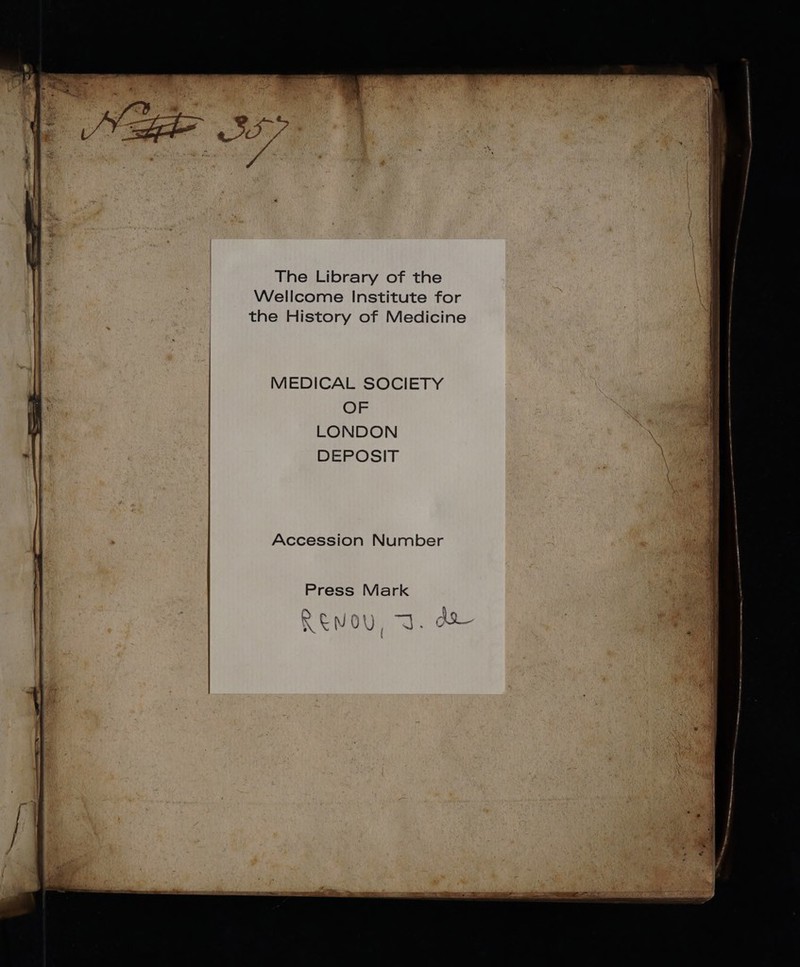 357
The Library of the
Wellcome Institute for
the History of Medicine
MEDICAL SOCIETY
OF
LONDON
DEPOSIT
Accession Number
Press Mark
RENOU, J. de